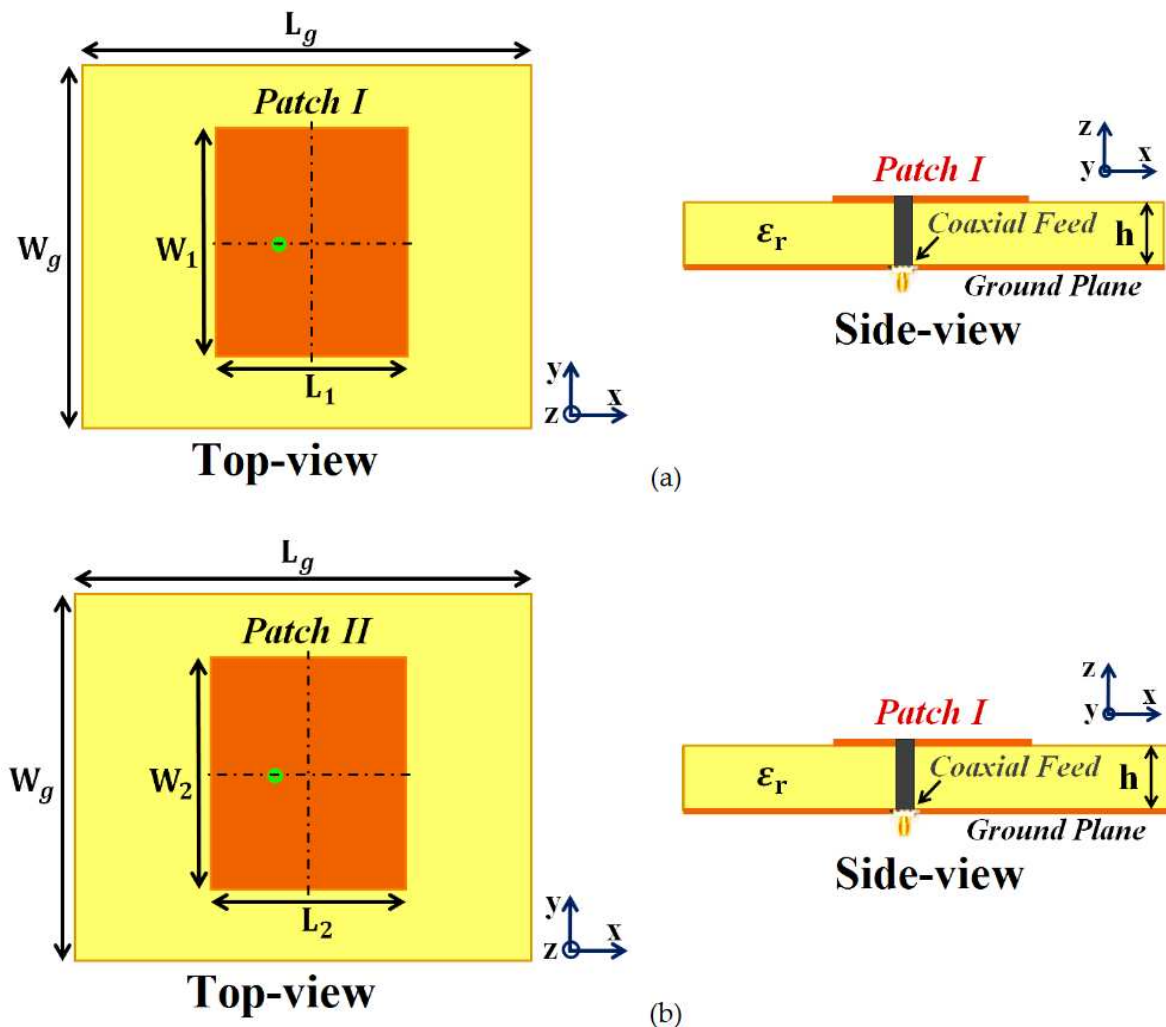 L_g
Patch I
W_g
W_1
L_1
y
z
x
Top-view
z
y
x
Patch I
ε_r
Coaxial Feed
h
Ground Plane
Side-view
(a)
L_g
Patch II
W_g
W_2
L_2
y
z
x
Top-view
z
y
x
Patch I
ε_r
Coaxial Feed
h
Ground Plane
Side-view
(b)